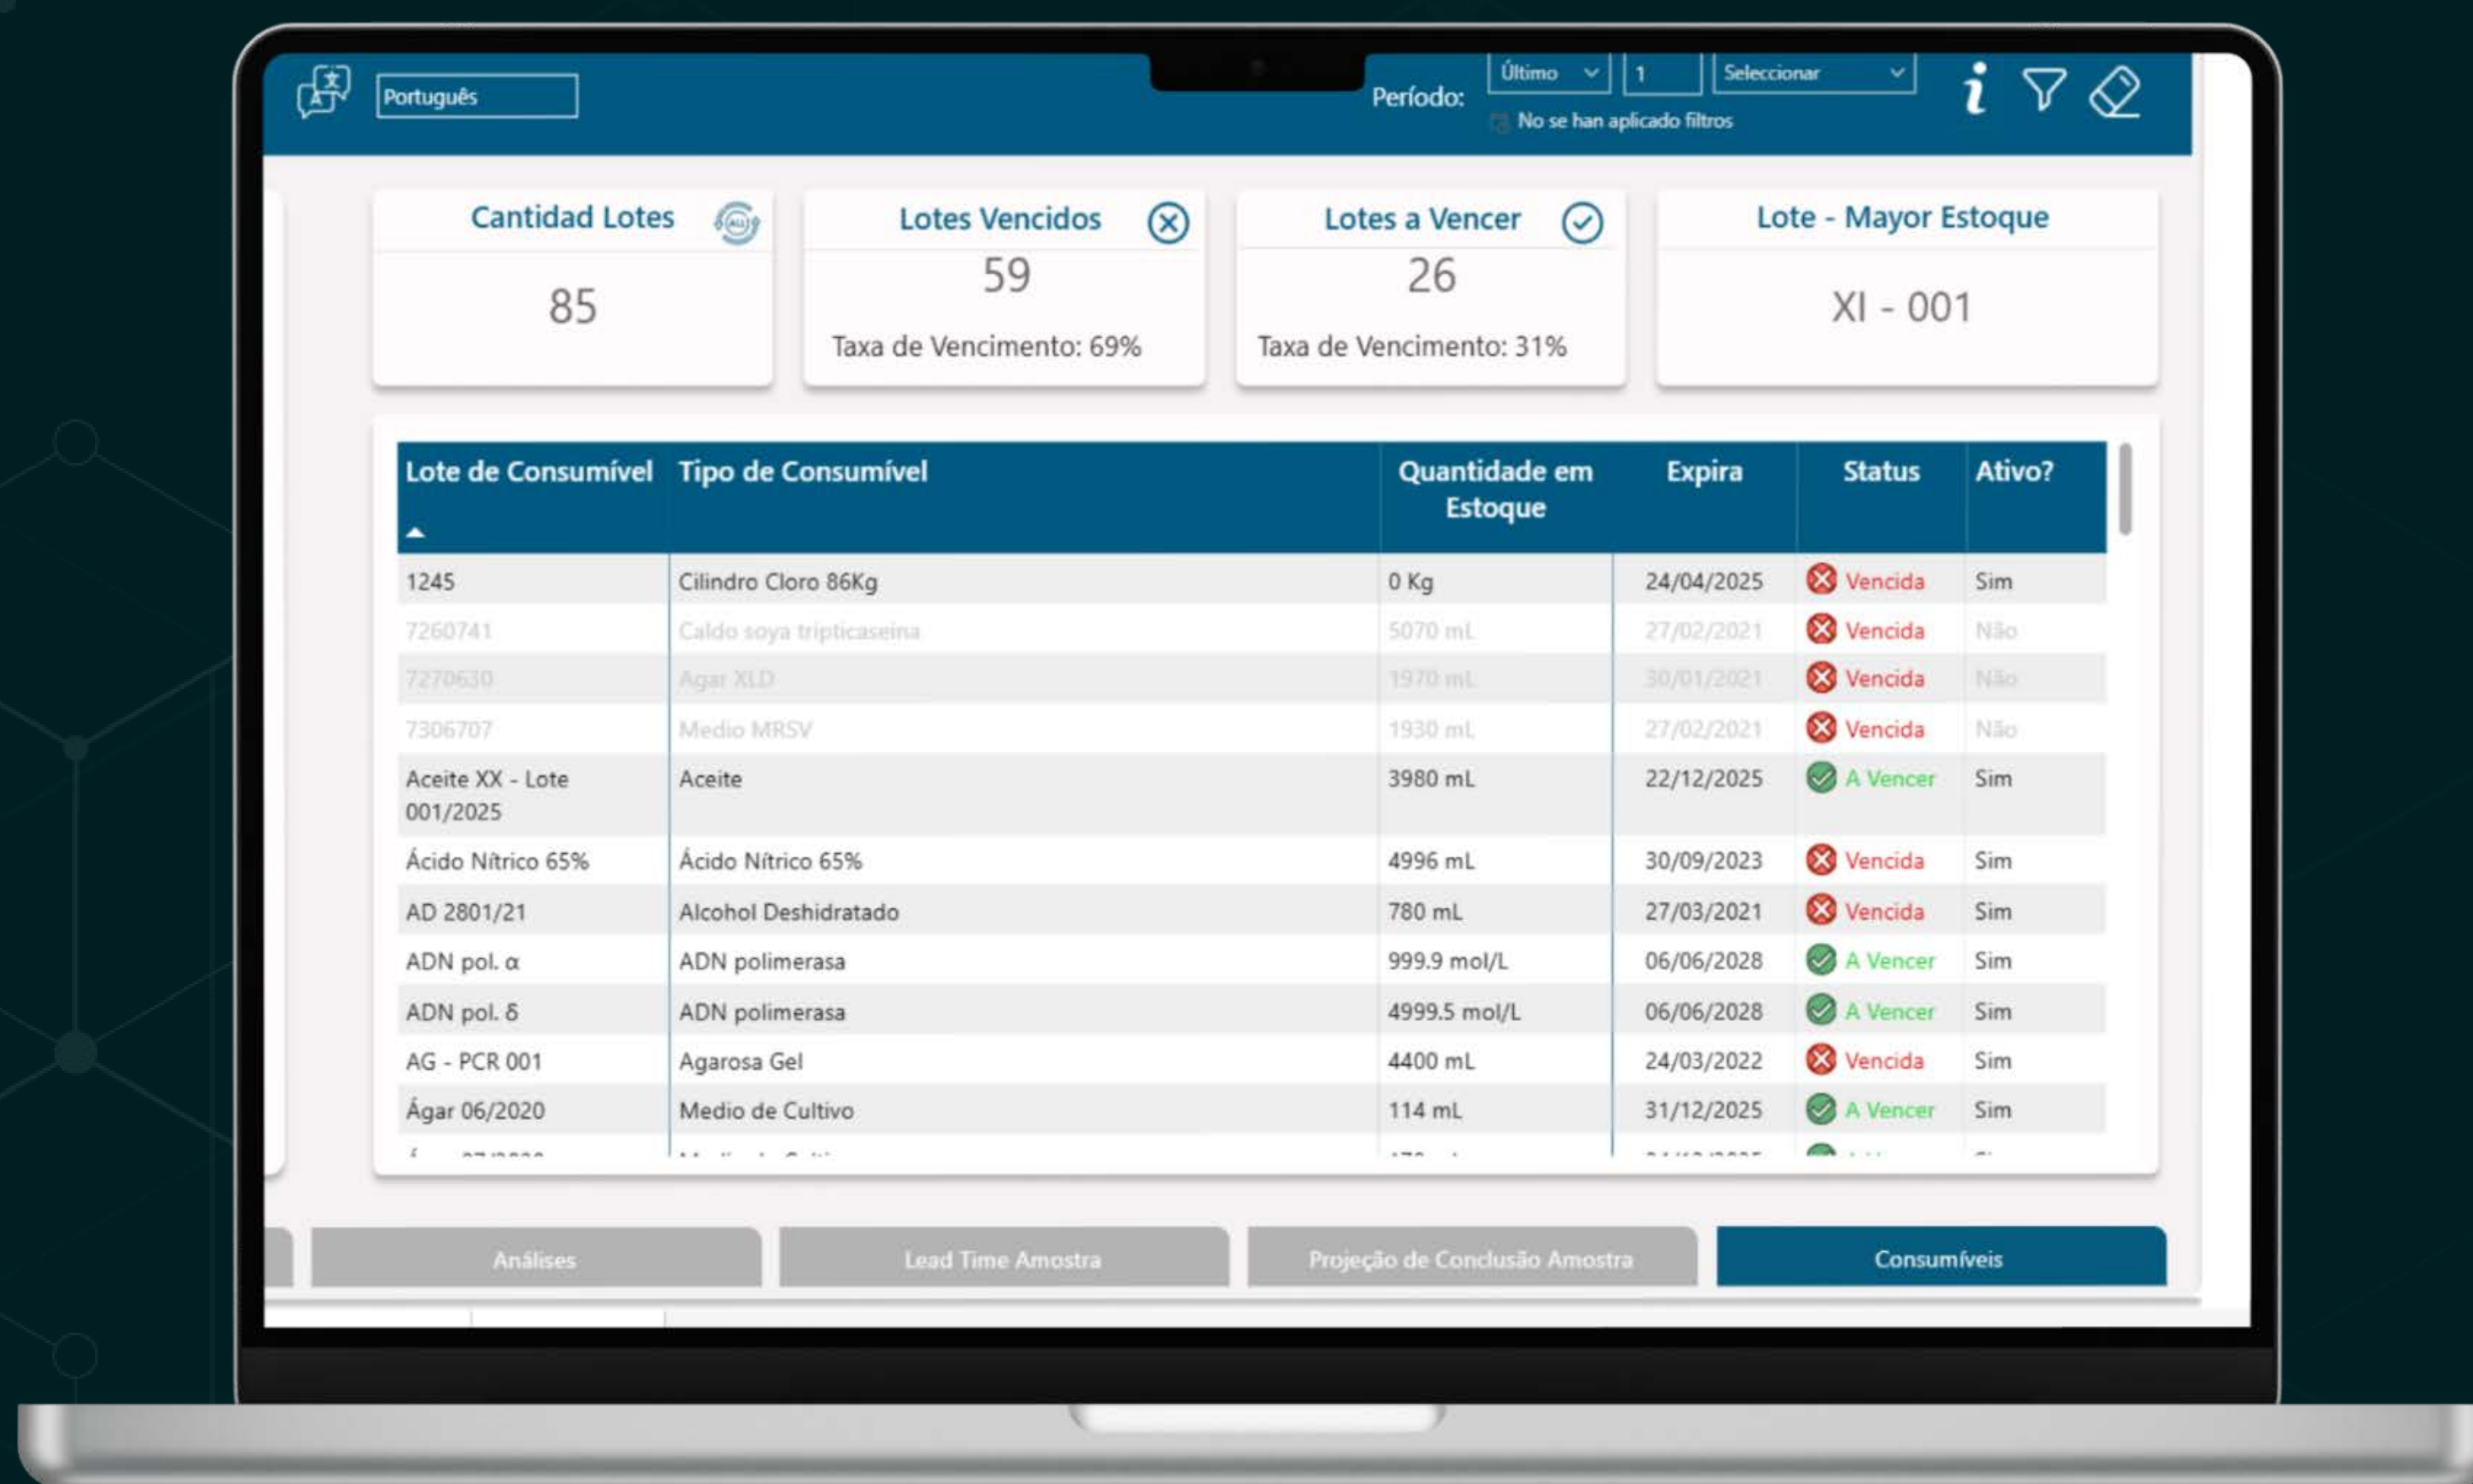 Português
Período:
Último 1 Seleccionar
No se han aplicado filtros
Cantidad Lotes
85
Lotes Vencidos
59
Taxa de Vencimento: 69%
Lotes a Vencer
26
Taxa de Vencimento: 31%
Lote - Mayor Estoque
XI - 001
Lote de Consumível Tipo de Consumível Quantidade em Estoque Expira Status Ativo?
1245 Cilindro Cloro 86Kg 0 Kg 24/04/2025 Vencida Sim
7260741 Caldo soya tripticaseina 5070 mL 27/02/2021 Vencida Não
7270630 Agar XLD 1970 mL 30/01/2021 Vencida Não
7306707 Medio MRSV 1930 mL 27/02/2021 Vencida Não
Aceite XX - Lote 001/2025 Aceite 3980 mL 22/12/2025 A Vencer Sim
Ácido Nítrico 65% Ácido Nítrico 65% 4996 mL 30/09/2023 Vencida Sim
AD 2801/21 Alcohol Deshidratado 780 mL 27/03/2021 Vencida Sim
ADN pol. α ADN polimerasa 999.9 mol/L 06/06/2028 A Vencer Sim
ADN pol. δ ADN polimerasa 4999.5 mol/L 06/06/2028 A Vencer Sim
AG - PCR 001 Agarosa Gel 4400 mL 24/03/2022 Vencida Sim
Ágar 06/2020 Medio de Cultivo 114 mL 31/12/2025 A Vencer Sim
Análises Lead Time Amostra Projeção de Conclusão Amostra Consumíveis